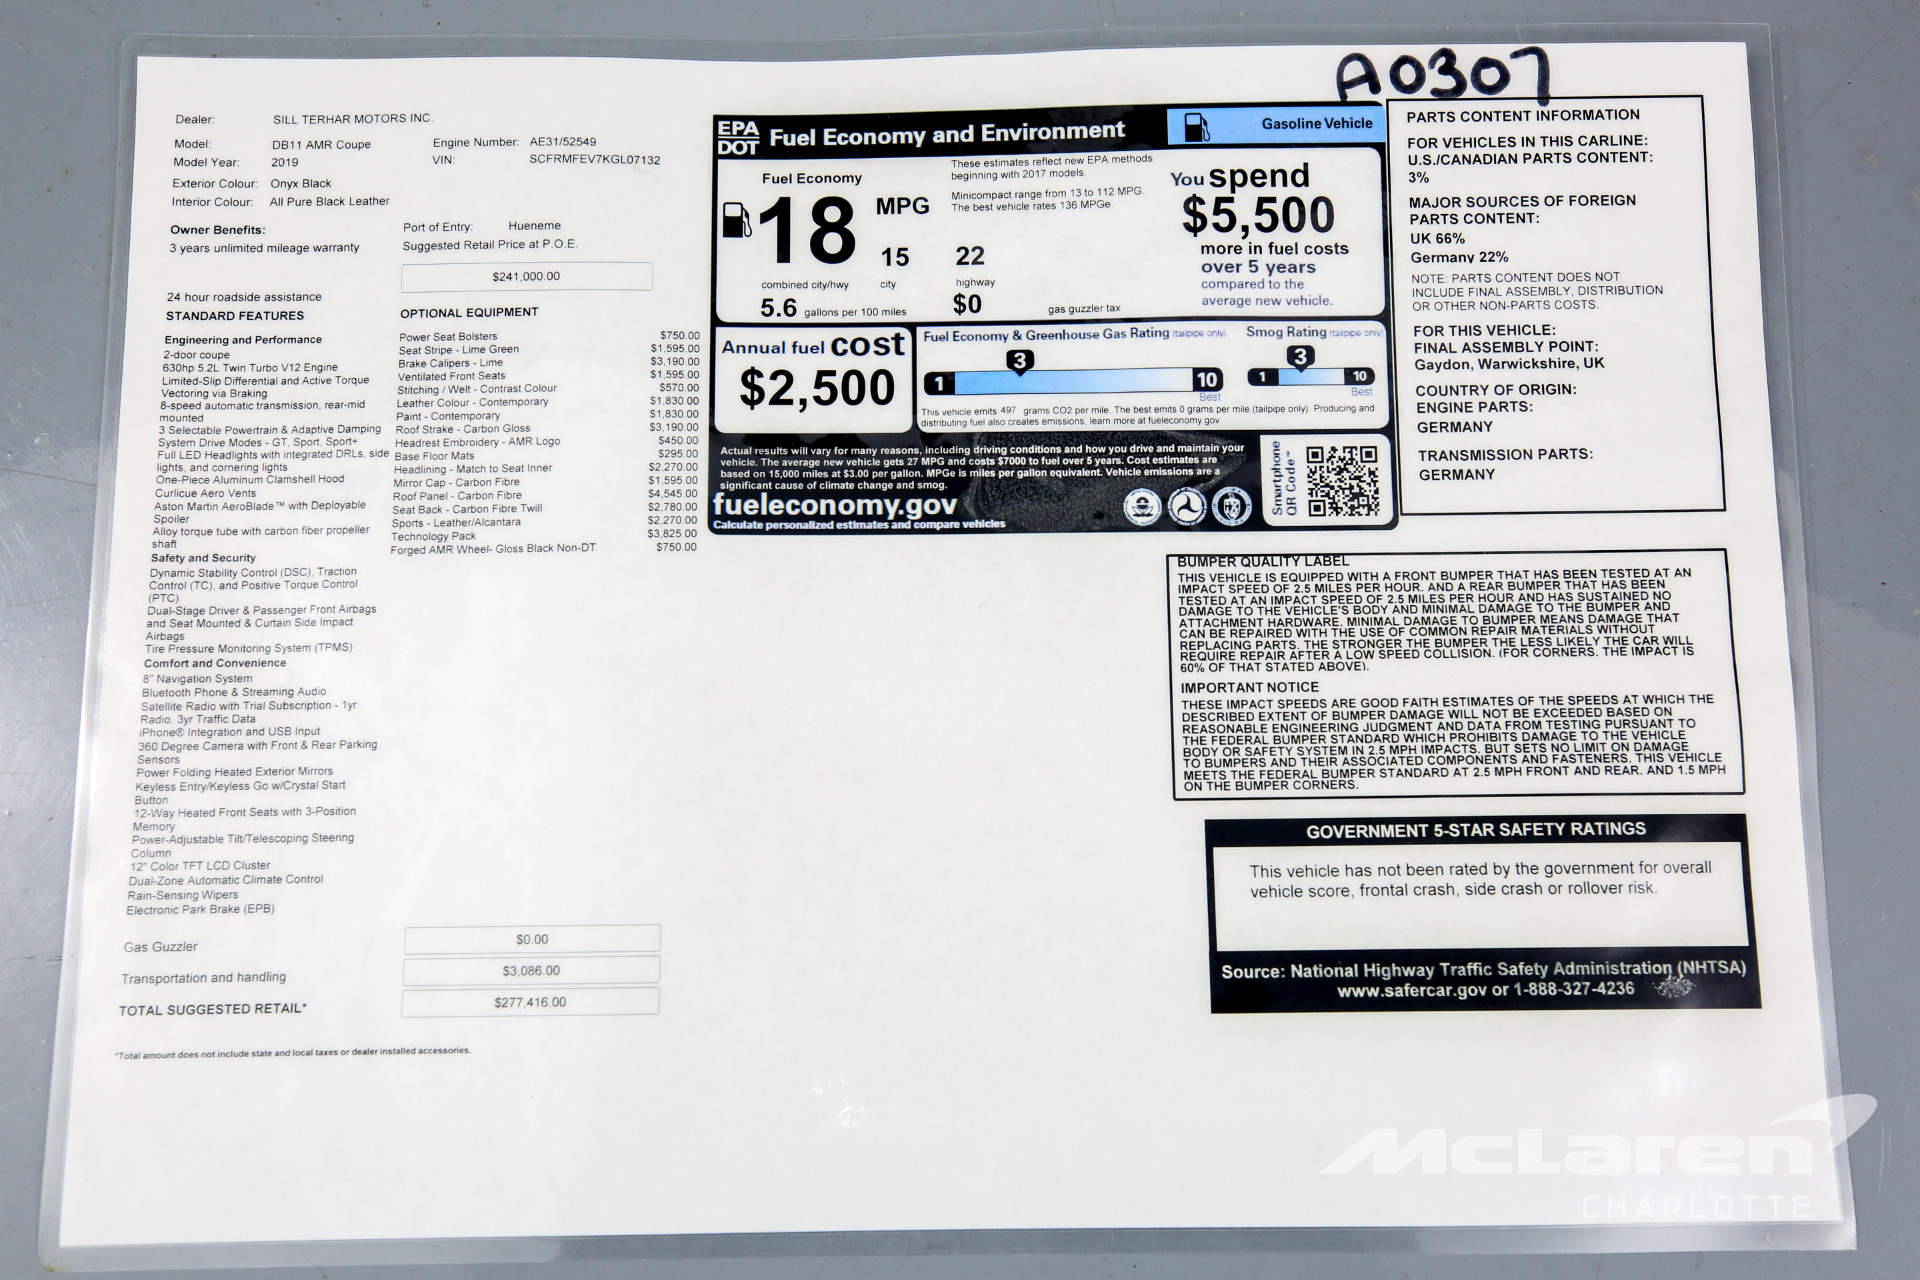 A0307
Dealer: SILL TERHAR MOTORS INC.
Model: DB11 AMR Coupe Engine Number: AE31/52549
Model Year: 2019 VIN: SCFRMFEV7KGL07132
Exterior Colour: Onyx Black
Interior Colour: All Pure Black Leather
Owner Benefits:
3 years unlimited mileage warranty
24 hour roadside assistance
Port of Entry: Hueneme
Suggested Retail Price at P.O.E.
$241,000.00
STANDARD FEATURES
Engineering and Performance
2-door coupe
630hp 5.2L Twin Turbo V12 Engine
Limited-Slip Differential and Active Torque
Vectoring via Braking
8-speed automatic transmission, rear-mid
mounted
3 Selectable Powertrain & Adaptive Damping
System Drive Modes - GT, Sport, Sport+
Full LED Headlights with integrated DRLs, side
lights, and cornering lights
One-Piece Aluminum Clamshell Hood
Curlicue Aero Vents
Aston Martin AeroBlade™ with Deployable
Spoiler
Alloy torque tube with carbon fiber propeller
shaft
Safety and Security
Dynamic Stability Control (DSC), Traction
Control (TC), and Positive Torque Control
(PTC)
Dual-Stage Driver & Passenger Front Airbags
and Seat Mounted & Curtain Side Impact
Airbags
Tire Pressure Monitoring System (TPMS)
Comfort and Convenience
8" Navigation System
Bluetooth Phone & Streaming Audio
Satellite Radio with Trial Subscription - 1yr
Radio, 3yr Traffic Data
iPhone® Integration and USB Input
360 Degree Camera with Front & Rear Parking
Sensors
Power Folding Heated Exterior Mirrors
Keyless Entry/Keyless Go w/Crystal Start
Button
12-Way Heated Front Seats with 3-Position
Memory
Power-Adjustable Tilt/Telescoping Steering
Column
12" Color TFT LCD Cluster
Dual-Zone Automatic Climate Control
Rain-Sensing Wipers
Electronic Park Brake (EPB)
OPTIONAL EQUIPMENT
Power Seat Bolsters $750.00
Seat Stripe - Lime Green $1,595.00
Brake Calipers - Lime $3,190.00
Ventilated Front Seats $1,595.00
Stitching / Welt - Contrast Colour $570.00
Leather Colour - Contemporary $1,830.00
Paint - Contemporary $1,830.00
Roof Strake - Carbon Gloss $3,190.00
Headrest Embroidery - AMR Logo $450.00
Base Floor Mats $295.00
Headlining - Match to Seat Inner $2,270.00
Mirror Cap - Carbon Fibre $1,595.00
Roof Panel - Carbon Fibre $4,545.00
Seat Back - Carbon Fibre Twill $2,780.00
Sports - Leather/Alcantara $2,270.00
Technology Pack $3,825.00
Forged AMR Wheel- Gloss Black Non-DT $750.00
Gas Guzzler $0.00
Transportation and handling $3,086.00
TOTAL SUGGESTED RETAIL* $277,416.00
*Total amount does not include state and local taxes or dealer installed accessories.
EPA
DOT Fuel Economy and Environment
Gasoline Vehicle
Fuel Economy
18 MPG
15 22
combined city/hwy city highway
5.6 gallons per 100 miles $0 gas guzzler tax
These estimates reflect new EPA methods
beginning with 2017 models.
Minicompact range from 13 to 112 MPG.
The best vehicle rates 136 MPGe.
You spend
$5,500
more in fuel costs
over 5 years
compared to the
average new vehicle.
Annual fuel cost
$2,500
Fuel Economy & Greenhouse Gas Rating (tailpipe only)
3
1 10
Best
Smog Rating (tailpipe only)
3
1 10
Best
This vehicle emits 497 grams CO2 per mile. The best emits 0 grams per mile (tailpipe only). Producing and
distributing fuel also creates emissions; learn more at fueleconomy.gov
Actual results will vary for many reasons, including driving conditions and how you drive and maintain your
vehicle. The average new vehicle gets 27 MPG and costs $7000 to fuel over 5 years. Cost estimates are
based on 15,000 miles at $3.00 per gallon. MPGe is miles per gallon equivalent. Vehicle emissions are a
significant cause of climate change and smog.
fueleconomy.gov
Calculate personalized estimates and compare vehicles
Smartphone
QR Code™
PARTS CONTENT INFORMATION
FOR VEHICLES IN THIS CARLINE:
U.S./CANADIAN PARTS CONTENT:
3%
MAJOR SOURCES OF FOREIGN
PARTS CONTENT:
UK 66%
Germany 22%
NOTE: PARTS CONTENT DOES NOT
INCLUDE FINAL ASSEMBLY, DISTRIBUTION
OR OTHER NON-PARTS COSTS.
FOR THIS VEHICLE:
FINAL ASSEMBLY POINT:
Gaydon, Warwickshire, UK
COUNTRY OF ORIGIN:
ENGINE PARTS:
GERMANY
TRANSMISSION PARTS:
GERMANY
BUMPER QUALITY LABEL
THIS VEHICLE IS EQUIPPED WITH A FRONT BUMPER THAT HAS BEEN TESTED AT AN
IMPACT SPEED OF 2.5 MILES PER HOUR. AND A REAR BUMPER THAT HAS BEEN
TESTED AT AN IMPACT SPEED OF 2.5 MILES PER HOUR AND HAS SUSTAINED NO
DAMAGE TO THE VEHICLE'S BODY AND MINIMAL DAMAGE TO THE BUMPER AND
ATTACHMENT HARDWARE. MINIMAL DAMAGE TO BUMPER MEANS DAMAGE THAT
CAN BE REPAIRED WITH THE USE OF COMMON REPAIR MATERIALS WITHOUT
REPLACING PARTS. THE STRONGER THE BUMPER THE LESS LIKELY THE CAR WILL
REQUIRE REPAIR AFTER A LOW SPEED COLLISION. (FOR CORNERS. THE IMPACT IS
60% OF THAT STATED ABOVE).
IMPORTANT NOTICE
THESE IMPACT SPEEDS ARE GOOD FAITH ESTIMATES OF THE SPEEDS AT WHICH THE
DESCRIBED EXTENT OF BUMPER DAMAGE WILL NOT BE EXCEEDED BASED ON
REASONABLE ENGINEERING JUDGMENT AND DATA FROM TESTING PURSUANT TO
THE FEDERAL BUMPER STANDARD WHICH PROHIBITS DAMAGE TO THE VEHICLE
BODY OR SAFETY SYSTEM IN 2.5 MPH IMPACTS. BUT SETS NO LIMIT ON DAMAGE
TO BUMPERS AND THEIR ASSOCIATED COMPONENTS AND FASTENERS. THIS VEHICLE
MEETS THE FEDERAL BUMPER STANDARD AT 2.5 MPH FRONT AND REAR. AND 1.5 MPH
ON THE BUMPER CORNERS.
GOVERNMENT 5-STAR SAFETY RATINGS
This vehicle has not been rated by the government for overall
vehicle score, frontal crash, side crash or rollover risk.
Source: National Highway Traffic Safety Administration (NHTSA)
www.safercar.gov or 1-888-327-4236
McLaren
CHARLOTTE